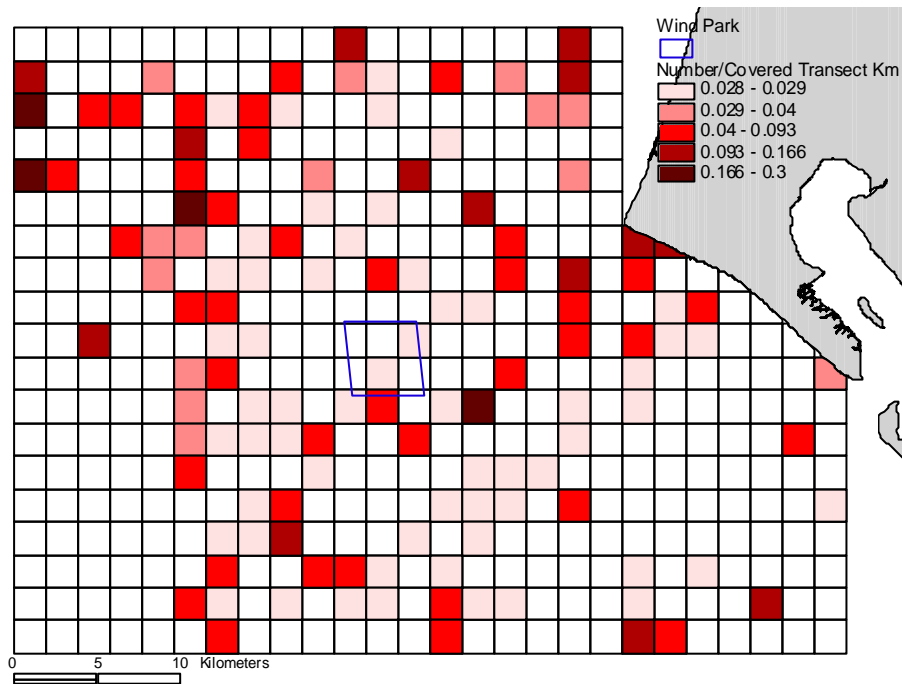 Wind Park
Number/Covered Transect Km
0.028 - 0.029
0.029 - 0.04
0.04 - 0.093
0.093 - 0.166
0.166 - 0.3
0 5 10 Kilometers